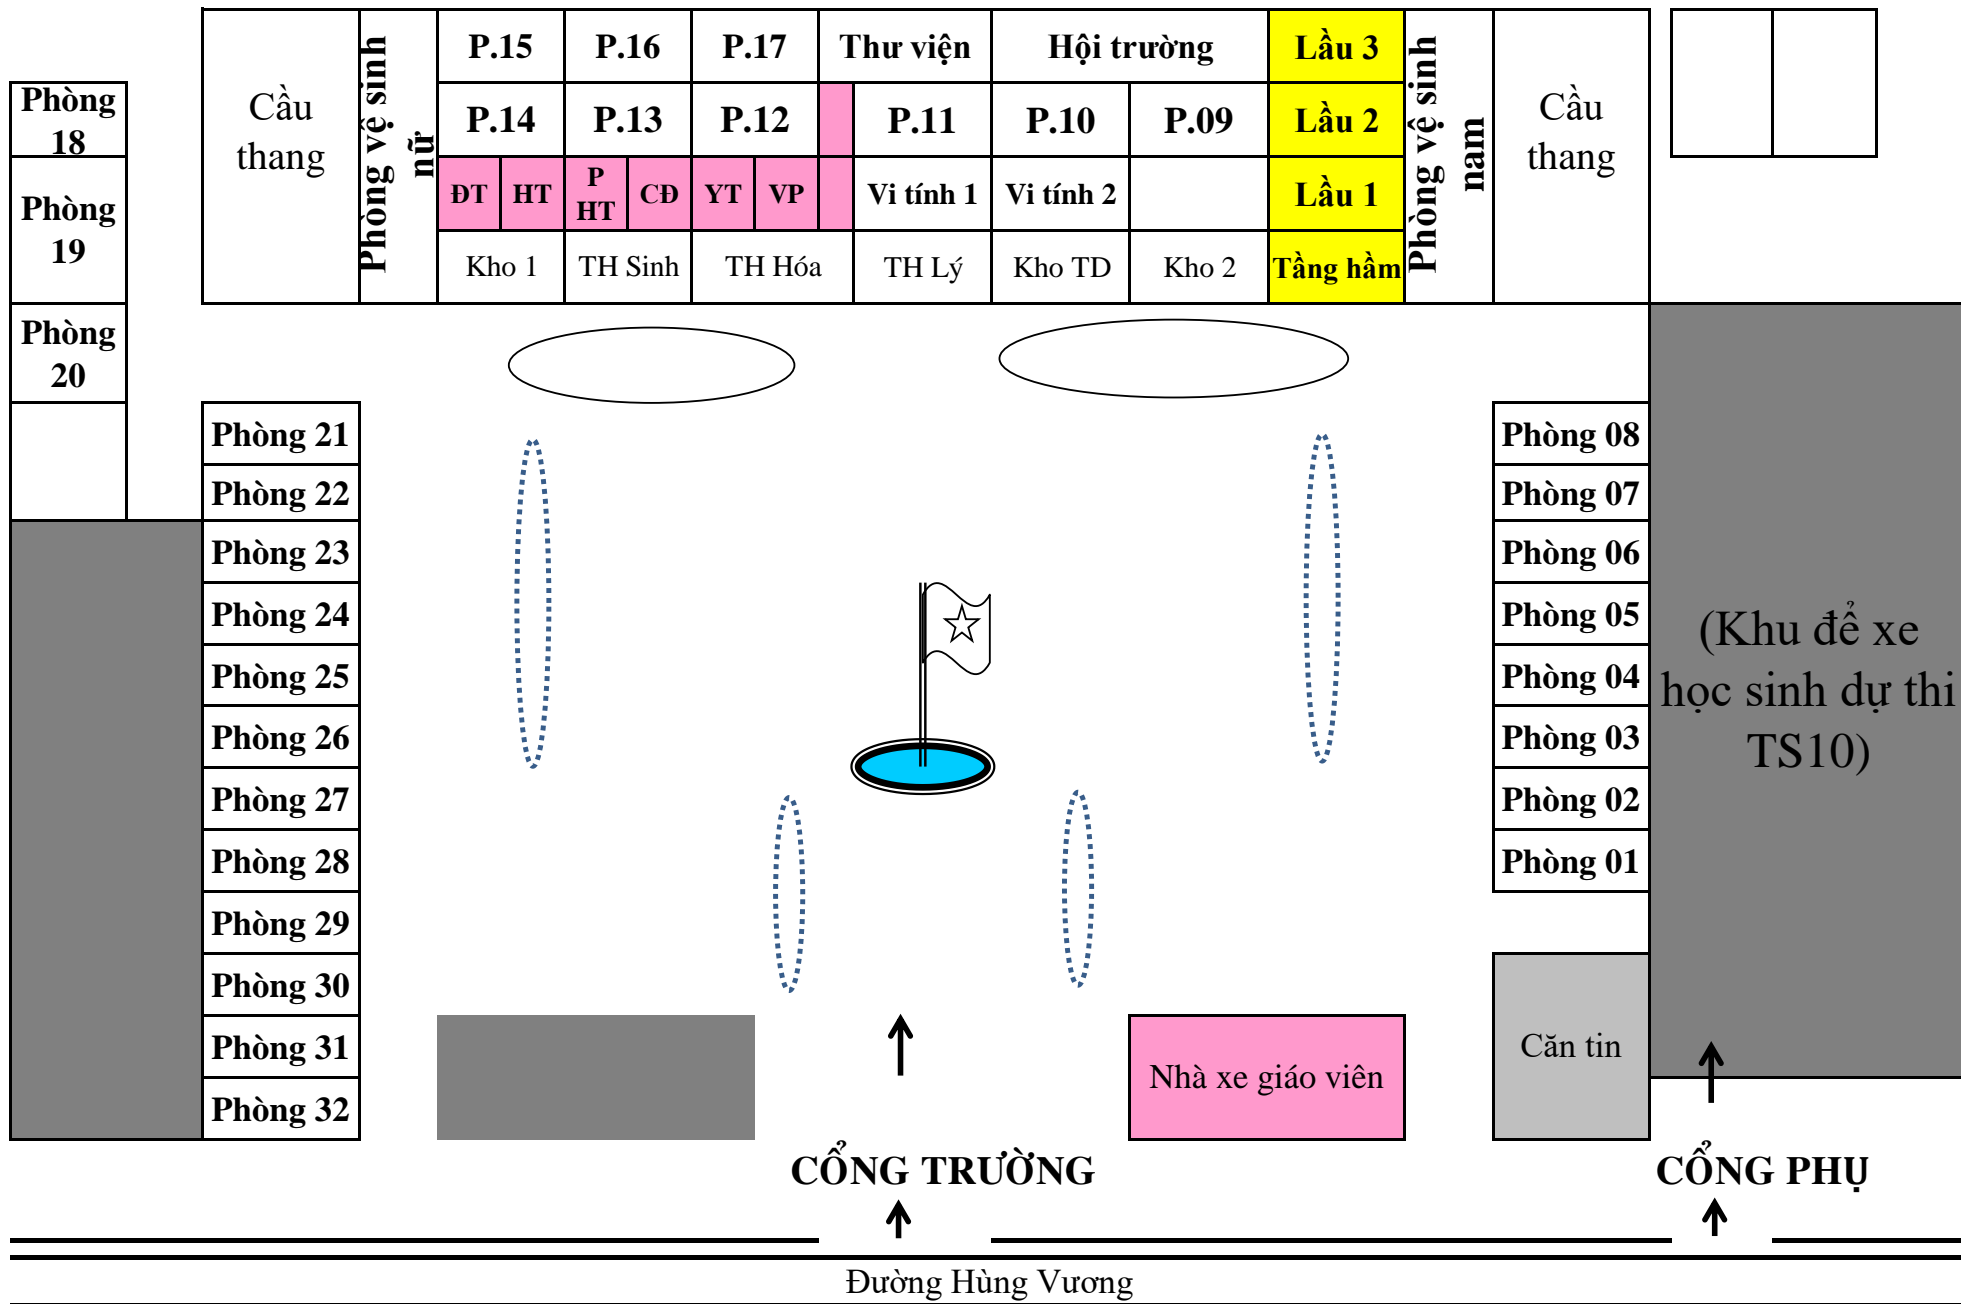 Phòng
18
Phòng
19
Phòng
20
Cầu
thang
Phòng vệ sinh
nữ
P.15 P.16 P.17 Thư viện Hội trường Lầu 3
P.14 P.13 P.12 P.11 P.10 P.09 Lầu 2
ĐT HT P HT CĐ YT VP Vi tính 1 Vi tính 2 Lầu 1
Kho 1 TH Sinh TH Hóa TH Lý Kho TD Kho 2 Tầng hầm
Phòng vệ sinh
nam
Cầu
thang
Phòng 21
Phòng 22
Phòng 23
Phòng 24
Phòng 25
Phòng 26
Phòng 27
Phòng 28
Phòng 29
Phòng 30
Phòng 31
Phòng 32
Phòng 08
Phòng 07
Phòng 06
Phòng 05
Phòng 04
Phòng 03
Phòng 02
Phòng 01
(Khu để xe
học sinh dự thi
TS10)
Nhà xe giáo viên
Căn tin
CỔNG TRƯỜNG
CỔNG PHỤ
Đường Hùng Vương